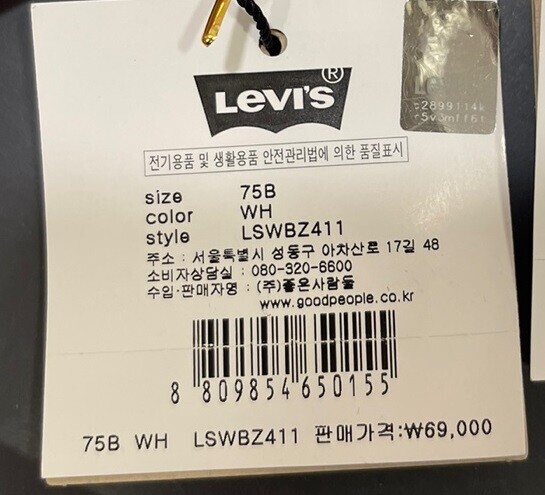 LEVI'S®
c2899114k
r5v3mff6f
전기용품 및 생활용품 안전관리법에 의한 품질표시
size 75B
color WH
style LSWBZ411
주소 : 서울특별시 성동구 아차산로 17길 48
소비자상담실 : 080-320-6600
수입·판매자명 : (주)좋은사람들
www.goodpeople.co.kr
8 809854 650155
75B WH LSWBZ411 판매가격:₩69,000